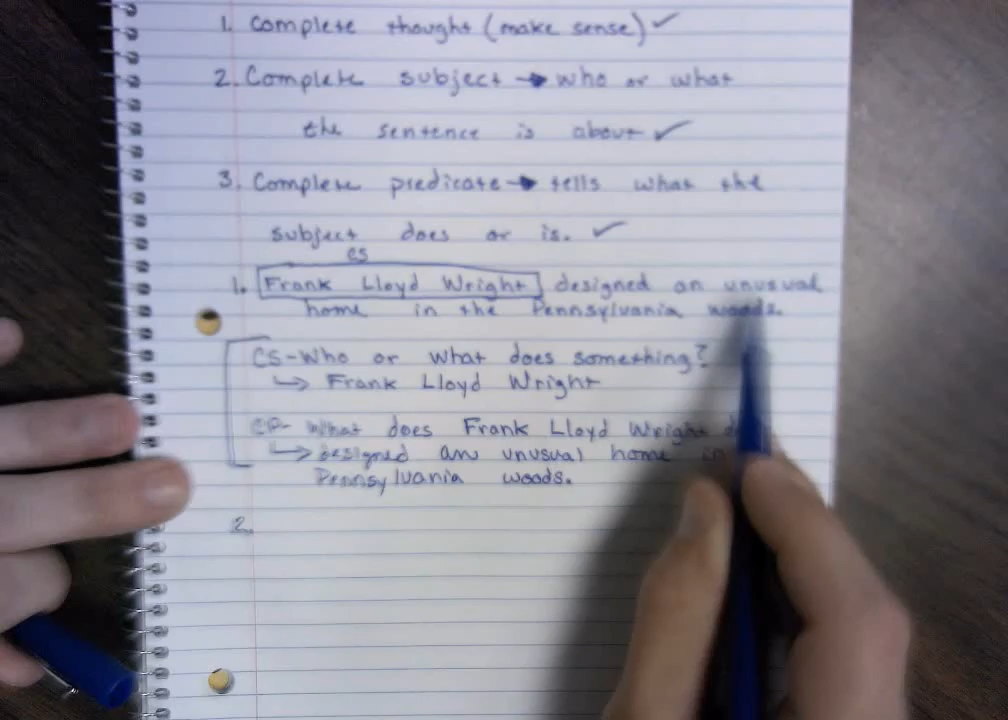 1. Complete thought (make sense) ✓
2. Complete subject → who or what
the sentence is about ✓
3. Complete predicate → tells what the
subject does or is. ✓
CS
1. Frank Lloyd Wright designed an unusual
home in the Pennsylvania woods.
CS-Who or what does something?
↳ Frank Lloyd Wright
CP- What does Frank Lloyd Wright
↳ designed an unusual home in
Pennsylvania woods.
2.